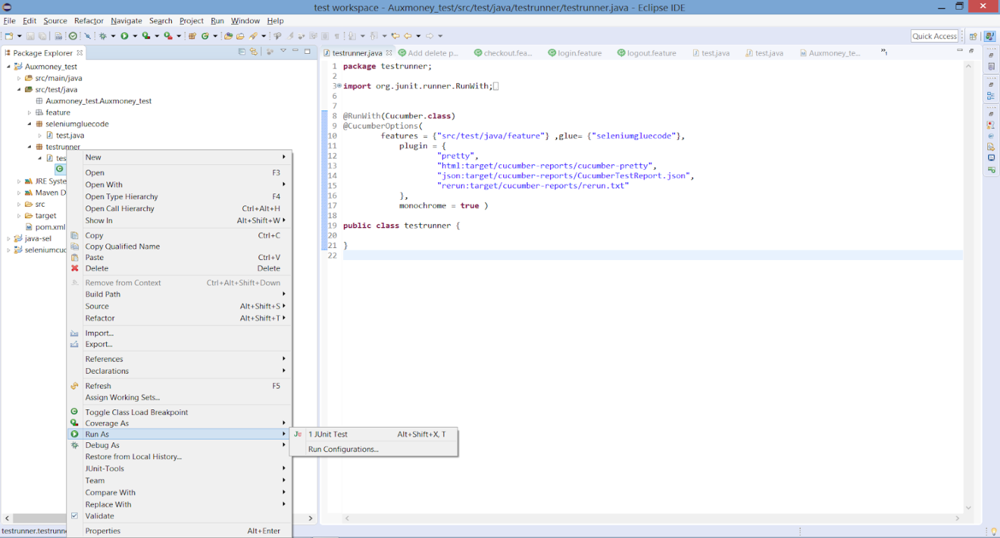 test workspace - Auxmoney_test/src/test/java/testrunner/testrunner.java - Eclipse IDE
File Edit Source Refactor Navigate Search Project Run Window Help
Quick Access
Package Explorer
Auxmoney_test
src/main/java
src/test/java
Auxmoney_test.Auxmoney_test
feature
seleniumgluecode
test.java
testrunner
tes
JRE Syste
Maven D
src
target
pom.xml
java-sel
seleniumcuc
New
Open F3
Open With
Open Type Hierarchy F4
Open Call Hierarchy Ctrl+Alt+H
Show In Alt+Shift+W
Copy Ctrl+C
Copy Qualified Name
Paste Ctrl+V
Delete Delete
Remove from Context Ctrl+Alt+Shift+Down
Build Path
Source Alt+Shift+S
Refactor Alt+Shift+T
Import...
Export...
References
Declarations
Refresh F5
Assign Working Sets...
Toggle Class Load Breakpoint
Coverage As
Run As
Debug As
Restore from Local History...
JUnit-Tools
Team
Compare With
Replace With
Validate
Properties Alt+Enter
Ju 1 JUnit Test Alt+Shift+X, T
Run Configurations...
testrunner.java Add delete p... checkout.fea... login.feature logout.feature test.java test.java Auxmoney_te... »1
1 package testrunner;
2
3 import org.junit.runner.RunWith;
6
7
8 @RunWith(Cucumber.class)
9 @CucumberOptions(
10 features = {"src/test/java/feature"} ,glue= {"seleniumgluecode"},
11 plugin = {
12 "pretty",
13 "html:target/cucumber-reports/cucumber-pretty",
14 "json:target/cucumber-reports/CucumberTestReport.json",
15 "rerun:target/cucumber-reports/rerun.txt"
16 },
17 monochrome = true )
18
19 public class testrunner {
20
21 }
22
testrunner.testrunn